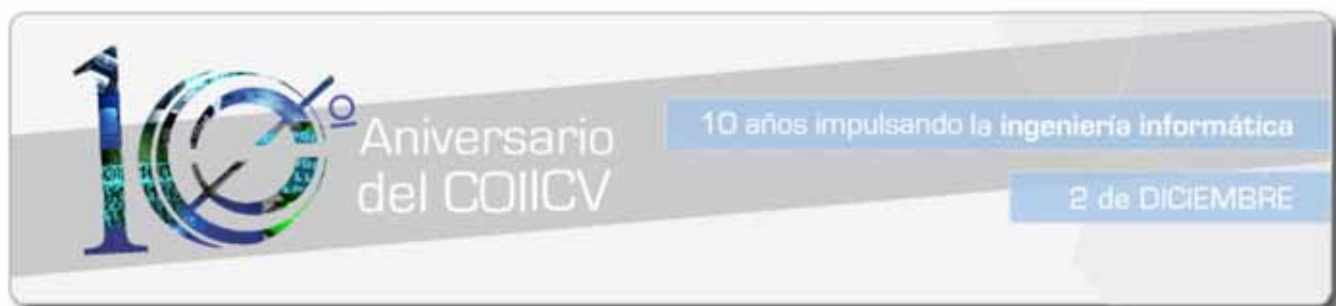 10º
Aniversario
del COIICV
10 años impulsando la ingeniería informática
2 de DICIEMBRE